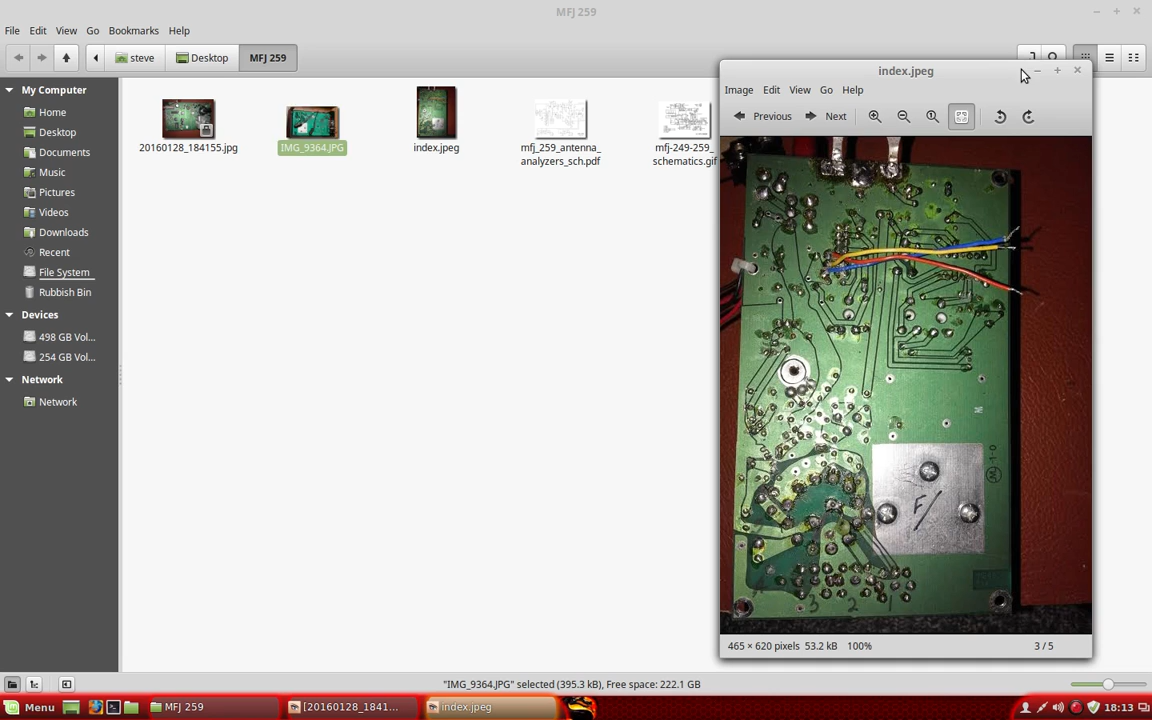 MFJ 259
File Edit View Go Bookmarks Help
steve Desktop MFJ 259
My Computer
Home
Desktop
Documents
Music
Pictures
Videos
Downloads
Recent
File System
Rubbish Bin
Devices
498 GB Vol...
254 GB Vol...
Network
Network
20160128_184155.jpg
IMG_9364.JPG
index.jpeg
mfj_259_antenna_
analyzers_sch.pdf
mfj-249-259_
schematics.gif
index.jpeg
Image Edit View Go Help
Previous Next
F/
3 2 1
465 × 620 pixels 53.2 kB 100% 3 / 5
"IMG_9364.JPG" selected (395.3 kB), Free space: 222.1 GB
Menu MFJ 259 [20160128_1841... index.jpeg 18:13